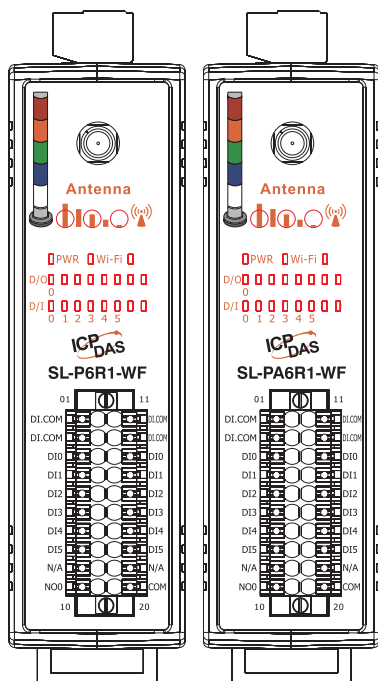 Antenna
PWR Wi-Fi
D/O
0
D/I
0 1 2 3 4 5
ICP DAS
SL-P6R1-WF
01 11
DI.COM DI.COM
DI.COM DI.COM
DI0 DI0
DI1 DI1
DI2 DI2
DI3 DI3
DI4 DI4
DI5 DI5
N/A N/A
NO0 COM
10 20
Antenna
PWR Wi-Fi
D/O
0
D/I
0 1 2 3 4 5
ICP DAS
SL-PA6R1-WF
01 11
DI.COM DI.COM
DI.COM DI.COM
DI0 DI0
DI1 DI1
DI2 DI2
DI3 DI3
DI4 DI4
DI5 DI5
N/A N/A
NO0 COM
10 20